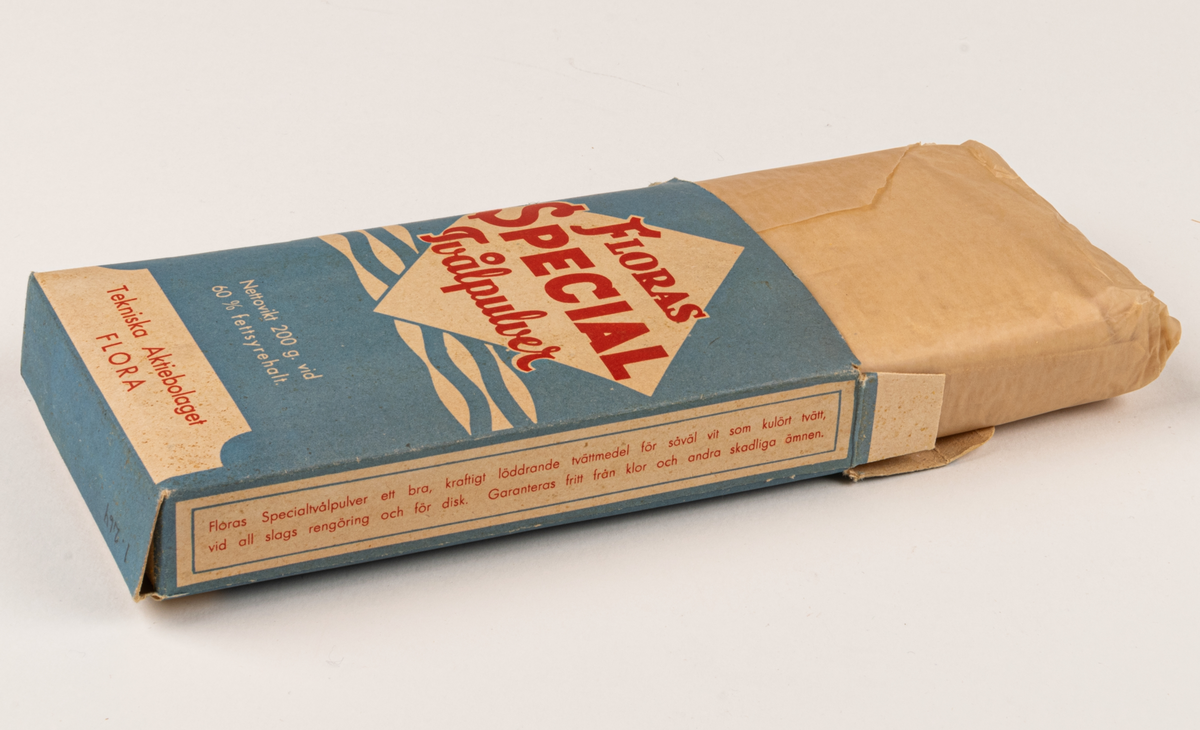 FLORAS
SPECIAL
Tvålpulver
Nettovikt 200 g. vid
60 % fettsyrehalt.
Tekniska Aktiebolaget
FLORA
Floras Specialtvålpulver ett bra, kraftigt löddrande tvättmedel för såväl vit som kulört tvätt,
vid all slags rengöring och för disk. Garanteras fritt från klor och andra skadliga ämnen.